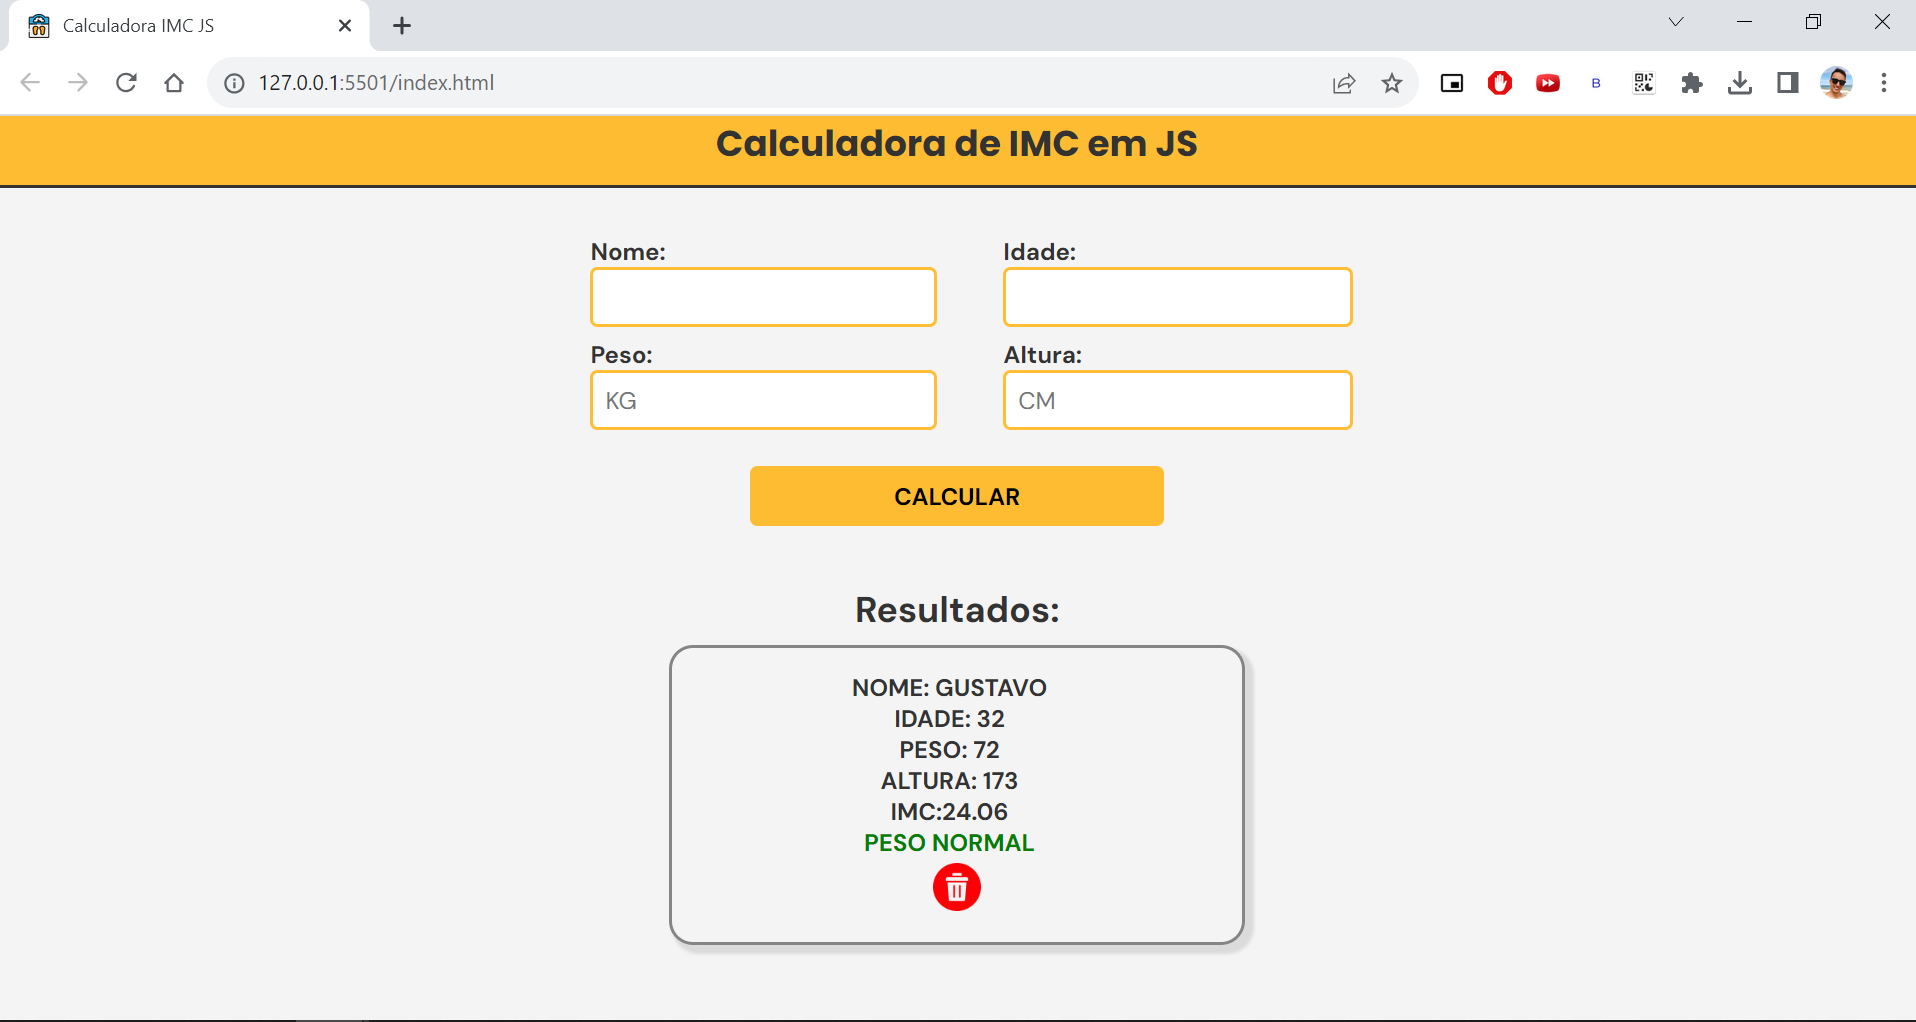 Calculadora IMC JS
127.0.0.1:5501/index.html
B
Calculadora de IMC em JS
Nome:
Idade:
Peso:
Altura:
KG
CM
CALCULAR
Resultados:
NOME: GUSTAVO
IDADE: 32
PESO: 72
ALTURA: 173
IMC:24.06
PESO NORMAL